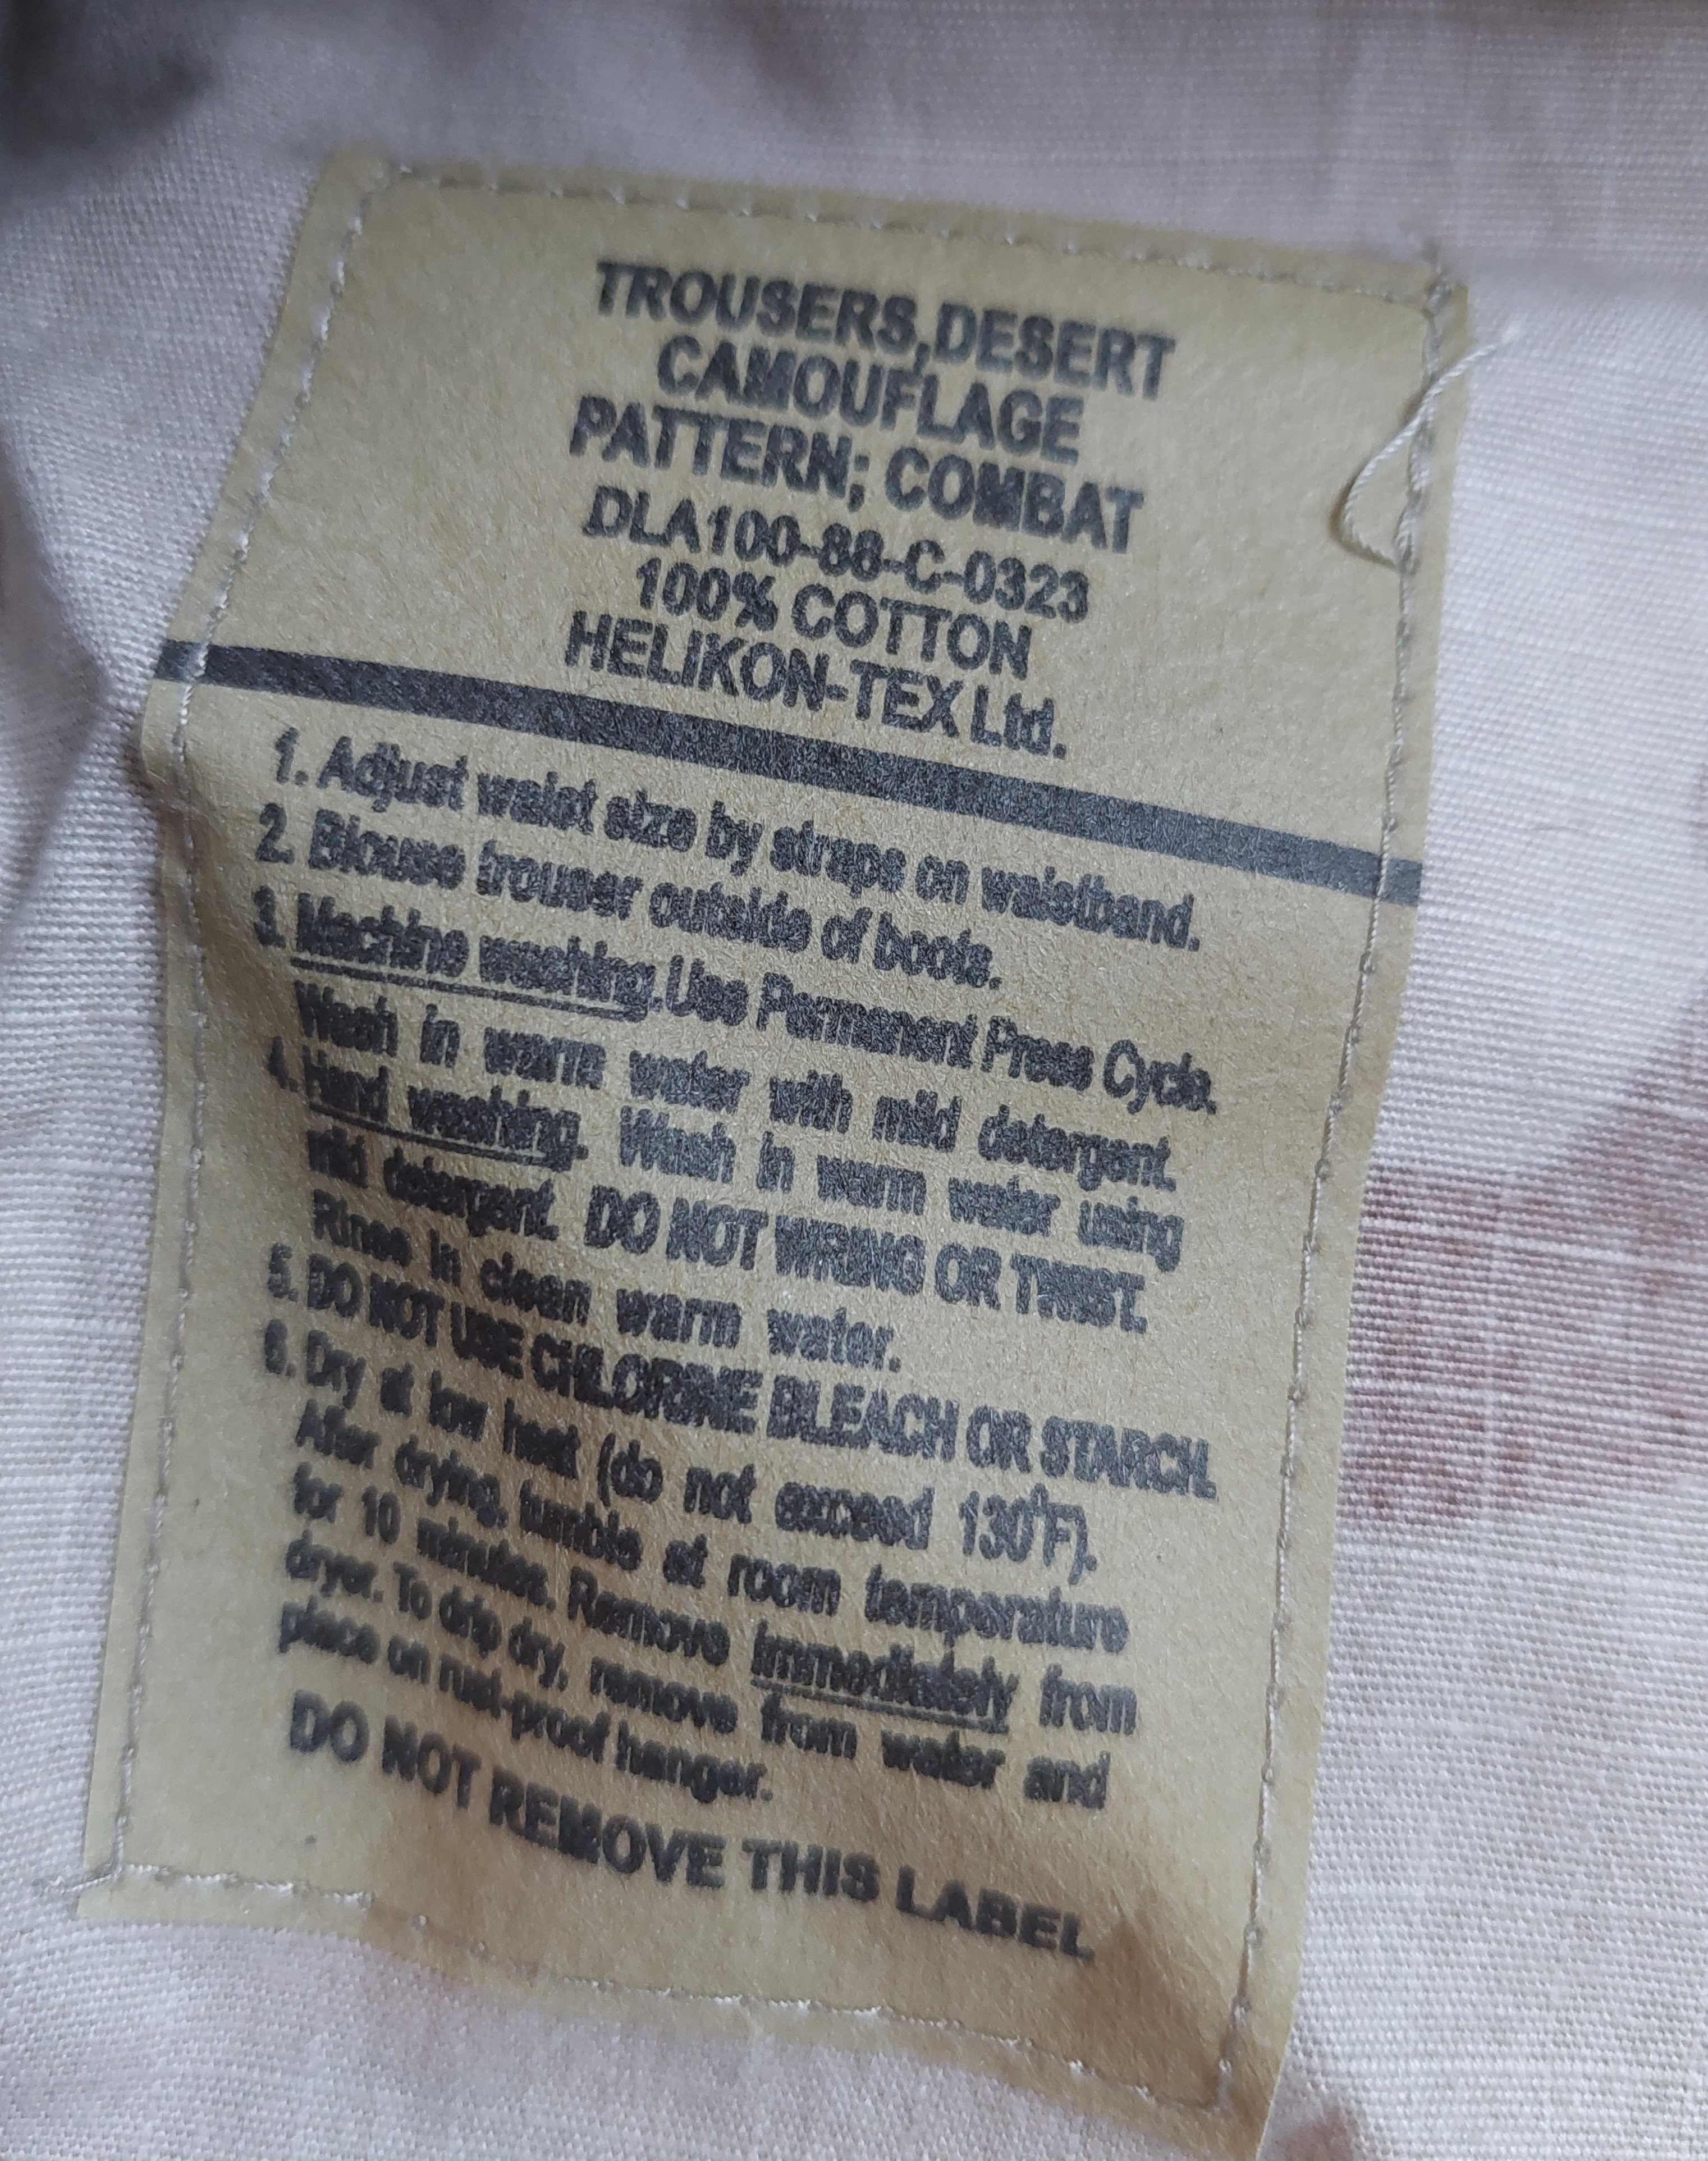 TROUSERS,DESERT
CAMOUFLAGE
PATTERN; COMBAT
DLA100-88-C-0323
100% COTTON
HELIKON-TEX Ltd.
1. Adjust waist size by straps on waistband.
2. Blouse trouser outside of boots.
3. Machine washing.Use Permanent Press Cycle.
Wash in warm water with mild detergent.
4. Hand washing. Wash in warm water using
mild detergent. DO NOT WRING OR TWIST.
Rinse in clean warm water.
5. DO NOT USE CHLORINE BLEACH OR STARCH.
6. Dry at low heat (do not exceed 130°F).
After drying, tumble at room temperature
for 10 minutes. Remove immediately from
dryer. To drip dry, remove from water and
place on rust-proof hanger.
DO NOT REMOVE THIS LABEL